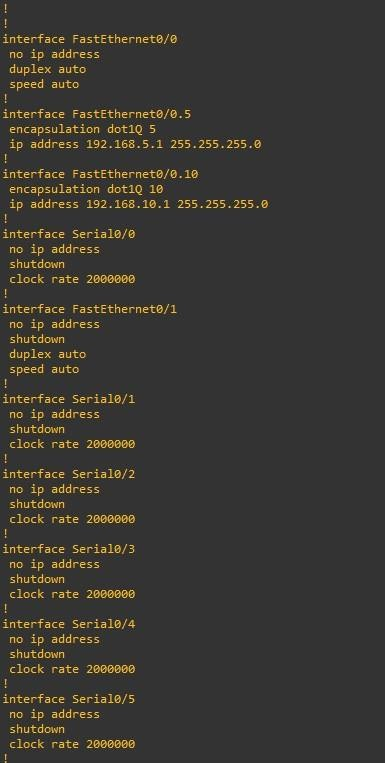 !
!
interface FastEthernet0/0
 no ip address
 duplex auto
 speed auto
!
interface FastEthernet0/0.5
 encapsulation dot1Q 5
 ip address 192.168.5.1 255.255.255.0
!
interface FastEthernet0/0.10
 encapsulation dot1Q 10
 ip address 192.168.10.1 255.255.255.0
!
interface Serial0/0
 no ip address
 shutdown
 clock rate 2000000
!
interface FastEthernet0/1
 no ip address
 shutdown
 duplex auto
 speed auto
!
interface Serial0/1
 no ip address
 shutdown
 clock rate 2000000
!
interface Serial0/2
 no ip address
 shutdown
 clock rate 2000000
!
interface Serial0/3
 no ip address
 shutdown
 clock rate 2000000
!
interface Serial0/4
 no ip address
 shutdown
 clock rate 2000000
!
interface Serial0/5
 no ip address
 shutdown
 clock rate 2000000
!